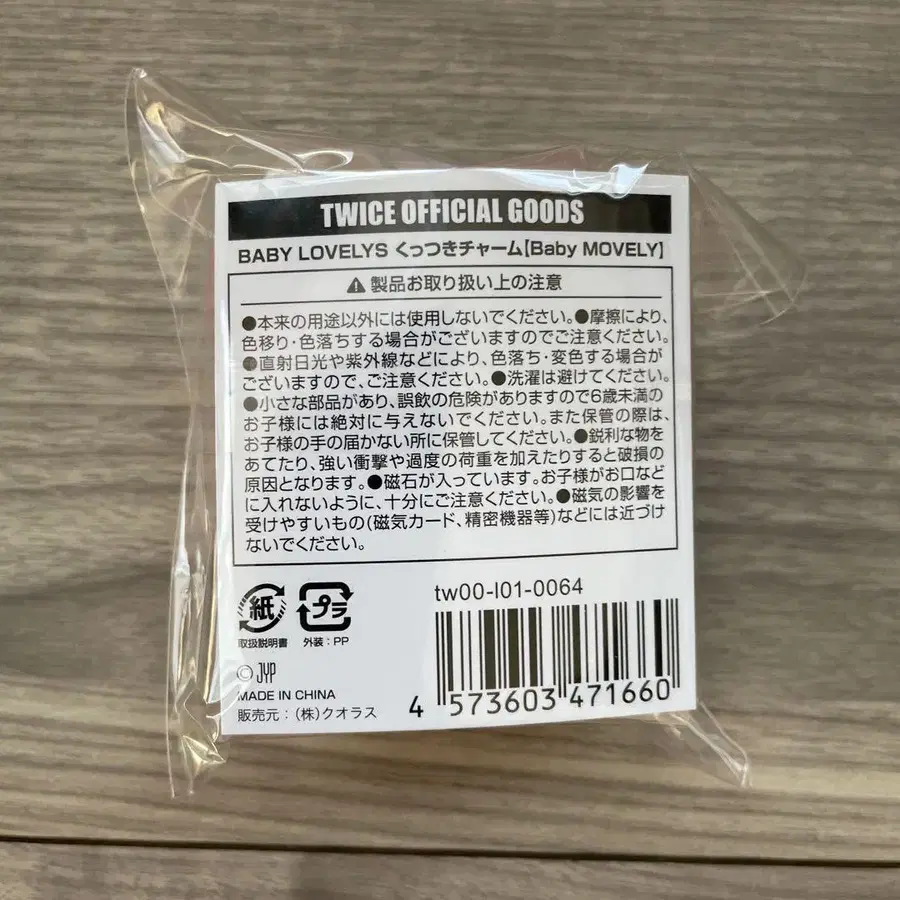 TWICE OFFICIAL GOODS
BABY LOVELYS くっつきチャーム【Baby MOVELY】
⚠製品お取り扱い上の注意
●本来の用途以外には使用しないでください。●摩擦により、
色移り・色落ちする場合がございますのでご注意ください。
●直射日光や紫外線などにより、色落ち・変色する場合が
ございますので、ご注意ください。●洗濯は避けてください。
●小さな部品があり、誤飲の危険がありますので6歳未満の
お子様には絶対に与えないでください。また保管の際は、
お子様の手の届かない所に保管してください。●鋭利な物を
あてたり、強い衝撃や過度の荷重を加えたりすると破損の
原因となります。●磁石が入っています。お子様がお口など
に入れないように、十分にご注意ください。●磁気の影響を
受けやすいもの(磁気カード、精密機器等)などには近づけ
ないでください。
紙
取扱説明書
プラ
外装:PP
tw00-l01-0064
© JYP
MADE IN CHINA
販売元:(株)クオラス
4 573603 471660